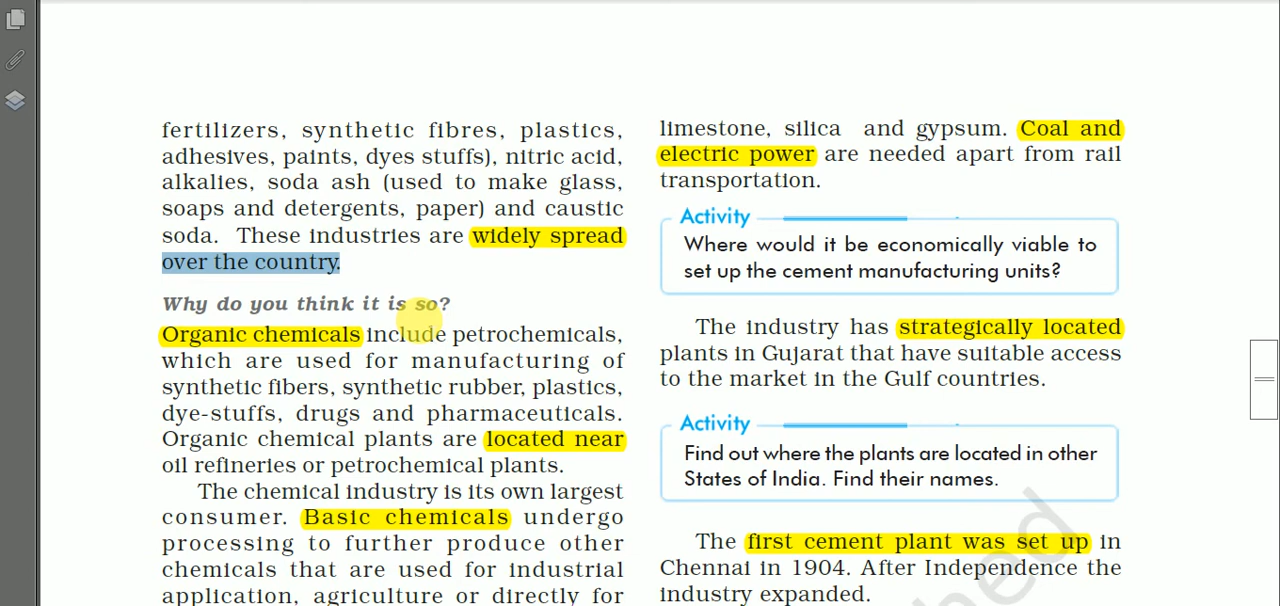 fertilizers, synthetic fibres, plastics,
adhesives, paints, dyes stuffs), nitric acid,
alkalies, soda ash (used to make glass,
soaps and detergents, paper) and caustic
soda. These industries are widely spread
over the country.
Why do you think it is so?
Organic chemicals include petrochemicals,
which are used for manufacturing of
synthetic fibers, synthetic rubber, plastics,
dye-stuffs, drugs and pharmaceuticals.
Organic chemical plants are located near
oil refineries or petrochemical plants.
The chemical industry is its own largest
consumer. Basic chemicals undergo
processing to further produce other
chemicals that are used for industrial
application, agriculture or directly for
limestone, silica and gypsum. Coal and
electric power are needed apart from rail
transportation.
Activity
Where would it be economically viable to
set up the cement manufacturing units?
The industry has strategically located
plants in Gujarat that have suitable access
to the market in the Gulf countries.
Activity
Find out where the plants are located in other
States of India. Find their names.
The first cement plant was set up in
Chennai in 1904. After Independence the
industry expanded.